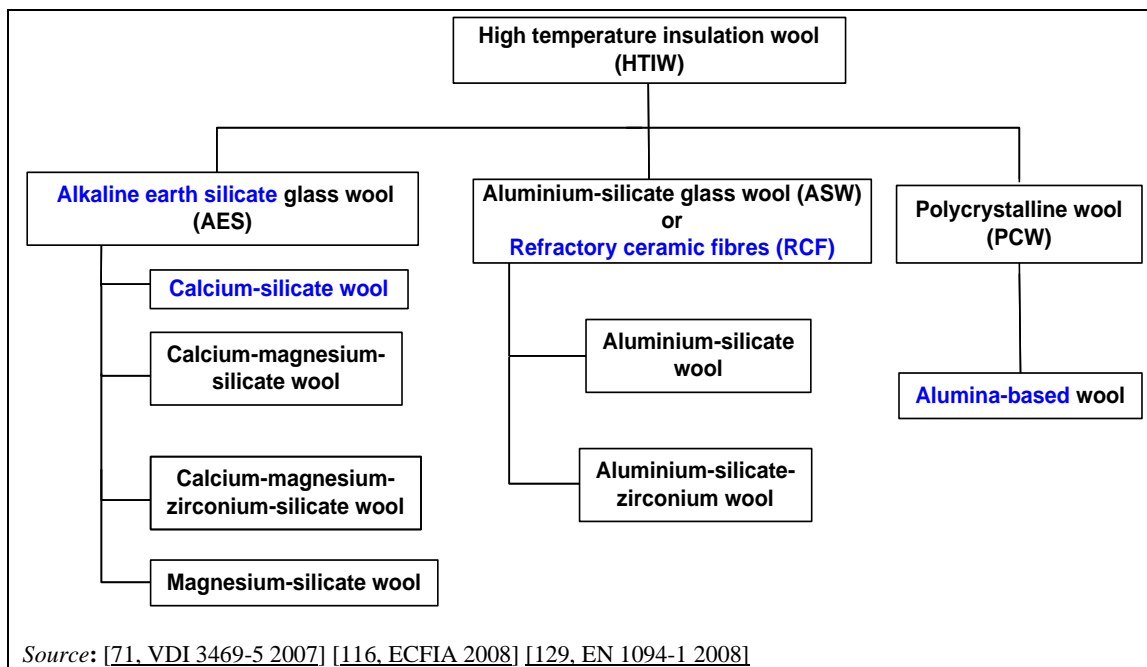 High temperature insulation wool
(HTIW)
Alkaline earth silicate glass wool
(AES)
Calcium-silicate wool
Calcium-magnesium-
silicate wool
Calcium-magnesium-
zirconium-silicate wool
Magnesium-silicate wool
Aluminium-silicate glass wool (ASW)
or
Refractory ceramic fibres (RCF)
Aluminium-silicate
wool
Aluminium-silicate-
zirconium wool
Polycrystalline wool
(PCW)
Alumina-based wool
Source: [71, VDI 3469-5 2007] [116, ECFIA 2008] [129, EN 1094-1 2008]